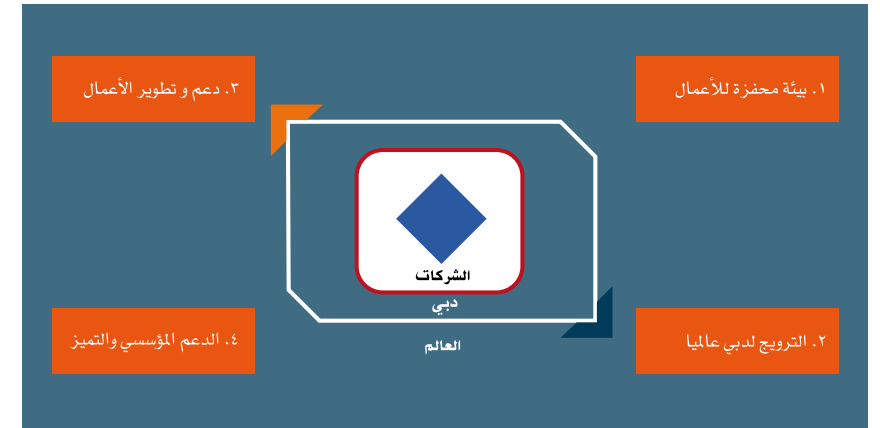 ١. بيئة محفزة للأعمال
٣. دعم و تطوير الأعمال
الشركات
دبي
العالم
٢. الترويج لدبي عالميا
٤. الدعم المؤسسي والتميز